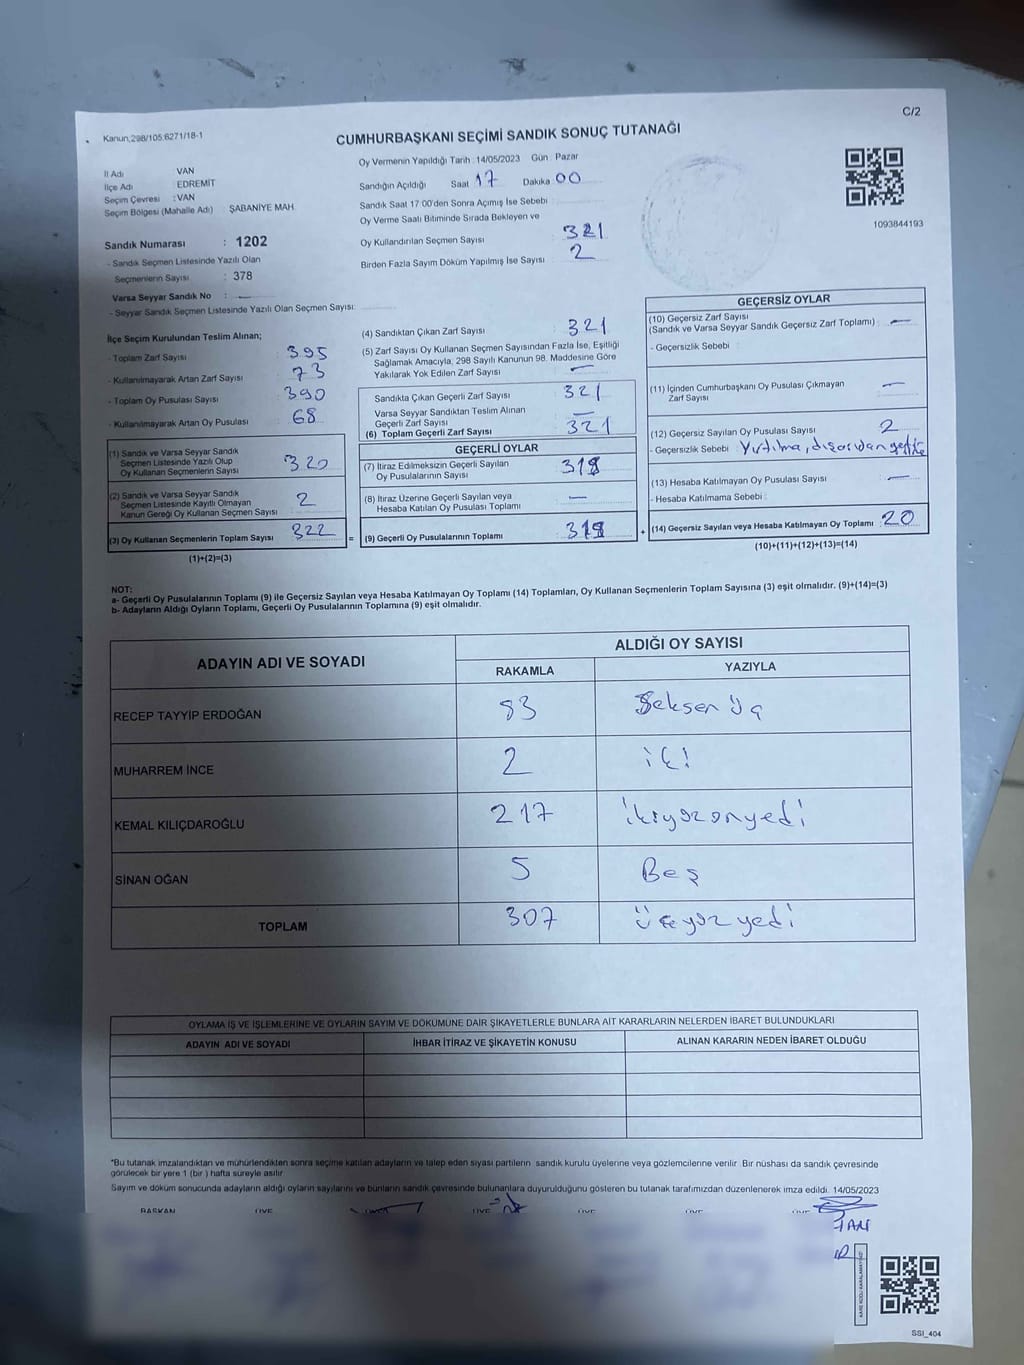 C/2
Kanun,298/105.6271/18-1
CUMHURBAŞKANI SEÇİMİ SANDIK SONUÇ TUTANAĞI
İl Adı VAN
İlçe Adı EDREMİT
Seçim Çevresi : VAN
Seçim Bölgesi (Mahalle Adı) ŞABANİYE MAH
Sandık Numarası : 1202
- Sandık Seçmen Listesinde Yazılı Olan
Seçmenlerin Sayısı : 378
Varsa Seyyar Sandık No : —
- Seyyar Sandık Seçmen Listesinde Yazılı Olan Seçmen Sayısı:
Oy Vermenin Yapıldığı Tarih : 14/05/2023 Gün : Pazar
Sandığın Açıldığı Saat 17 Dakika 00
Sandık Saat 17 00'den Sonra Açımış İse Sebebi
Oy Verme Saati Bitiminde Sırada Bekleyen ve
Oy Kullandırılan Seçmen Sayısı 321
Birden Fazla Sayım Döküm Yapılmış İse Sayısı 2
1093844193
İlçe Seçim Kurulundan Teslim Alınan;
- Toplam Zarf Sayısı 395
- Kullanılmayarak Artan Zarf Sayısı 73
- Toplam Oy Pusulası Sayısı 390
- Kullanılmayarak Artan Oy Pusulası 68
(1) Sandık ve Varsa Seyyar Sandık
Seçmen Listesinde Yazılı Olup
Oy Kullanan Seçmenlerin Sayısı 320
(2) Sandık ve Varsa Seyyar Sandık
Seçmen Listesinde Kayıtlı Olmayan
Kanun Gereği Oy Kullanan Seçmen Sayısı 2
(3) Oy Kullanan Seçmenlerin Toplam Sayısı 322 =
(1)+(2)=(3)
(4) Sandıktan Çıkan Zarf Sayısı 321
(5) Zarf Sayısı Oy Kullanan Seçmen Sayısından Fazla İse, Eşitliği
Sağlamak Amacıyla, 298 Sayılı Kanunun 98. Maddesine Göre
Yakılarak Yok Edilen Zarf Sayısı —
Sandıkta Çıkan Geçerli Zarf Sayısı 321
Varsa Seyyar Sandıktan Teslim Alınan
Geçerli Zarf Sayısı —
(6) Toplam Geçerli Zarf Sayısı 321
GEÇERLİ OYLAR
(7) İtiraz Edilmeksizin Geçerli Sayılan
Oy Pusulalarının Sayısı
(8) İtiraz Üzerine Geçerli Sayılan veya
Hesaba Katılan Oy Pusulası Toplamı —
(9) Geçerli Oy Pusulalarının Toplamı +
GEÇERSİZ OYLAR
(10) Geçersiz Zarf Sayısı
(Sandık ve Varsa Seyyar Sandık Geçersiz Zarf Toplamı) : —
- Geçersizlik Sebebi :
(11) İçinden Cumhurbaşkanı Oy Pusulası Çıkmayan
Zarf Sayısı —
(12) Geçersiz Sayılan Oy Pusulası Sayısı 2
- Geçersizlik Sebebi Yırtılma, dışarıdan
(13) Hesaba Katılmayan Oy Pusulası Sayısı —
- Hesaba Katılmama Sebebi :
(14) Geçersiz Sayılan veya Hesaba Katılmayan Oy Toplamı : 20
(10)+(11)+(12)+(13)=(14)
NOT:
a- Geçerli Oy Pusulalarının Toplamı (9) ile Geçersiz Sayılan veya Hesaba Katılmayan Oy Toplamı (14) Toplamları, Oy Kullanan Seçmenlerin Toplam Sayısına (3) eşit olmalıdır. (9)+(14)=(3)
b- Adayların Aldığı Oyların Toplamı, Geçerli Oy Pusulalarının Toplamına (9) eşit olmalıdır.
ADAYIN ADI VE SOYADI ALDIĞI OY SAYISI
RAKAMLA YAZIYLA
RECEP TAYYİP ERDOĞAN 83 Seksen üç
MUHARREM İNCE 2 iki
KEMAL KILIÇDAROĞLU 217 ikiyüzonyedi
SİNAN OĞAN 5 Beş
TOPLAM 307 üçyüzyedi
OYLAMA İŞ VE İŞLEMLERİNE VE OYLARIN SAYIM VE DÖKÜMÜNE DAİR ŞİKAYETLERLE BUNLARA AİT KARARLARIN NELERDEN İBARET BULUNDUKLARI
ADAYIN ADI VE SOYADI İHBAR İTİRAZ VE ŞİKAYETİN KONUSU ALINAN KARARIN NEDEN İBARET OLDUĞU
*Bu tutanak imzalandıktan ve mühürlendikten sonra seçime katılan adayların ve talep eden siyasi partilerin sandık kurulu üyelerine veya gözlemcilerine verilir. Bir nüshası da sandık çevresinde
görülecek bir yere 1 (bir) hafta süreyle asılır
Sayım ve döküm sonucunda adayların aldığı oyların sayılarını ve bunların sandık çevresinde bulunanlara duyurulduğunu gösteren bu tutanak tarafımızdan düzenlenerek imza edildi. 14/05/2023
BAŞKAN ÜYE ÜYE ÜYE ÜYE ÜYE
SSI_404